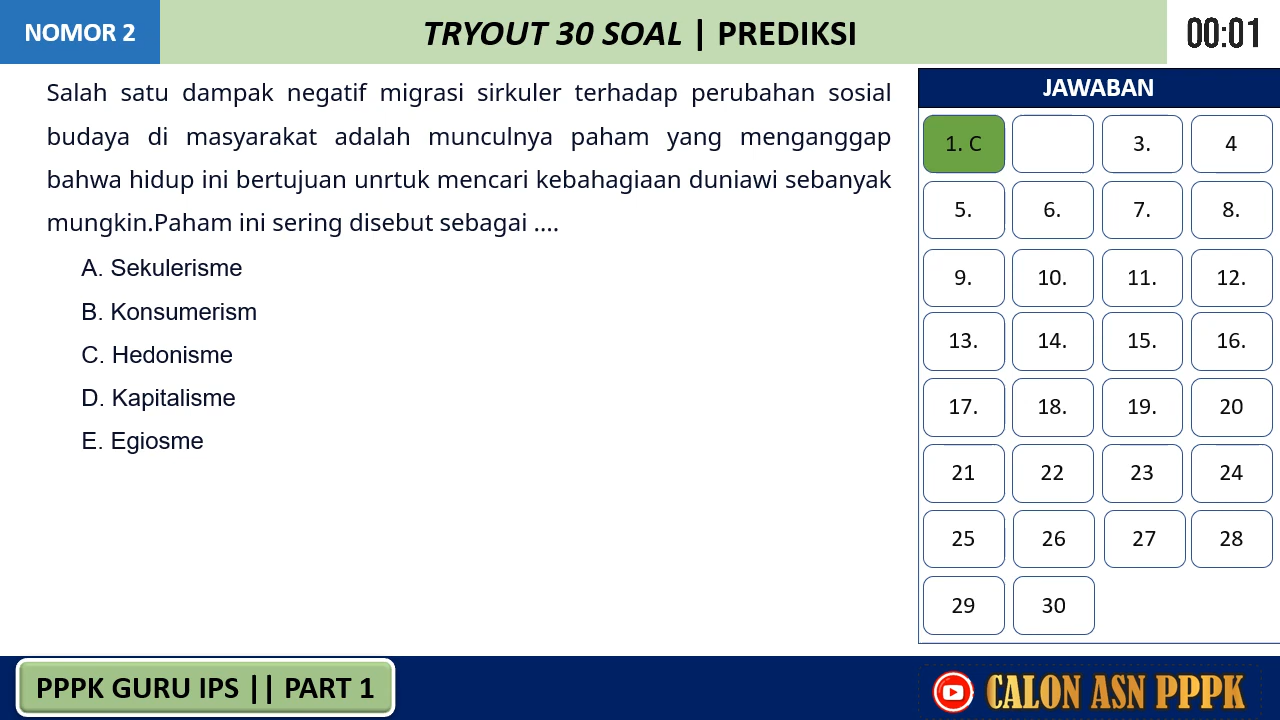 NOMOR 2
TRYOUT 30 SOAL | PREDIKSI
00:01
Salah satu dampak negatif migrasi sirkuler terhadap perubahan sosial
budaya di masyarakat adalah munculnya paham yang menganggap
bahwa hidup ini bertujuan unrtuk mencari kebahagiaan duniawi sebanyak
mungkin.Paham ini sering disebut sebagai ....
A. Sekulerisme
B. Konsumerism
C. Hedonisme
D. Kapitalisme
E. Egiosme
JAWABAN
1. C 3. 4
5. 6. 7. 8.
9. 10. 11. 12.
13. 14. 15. 16.
17. 18. 19. 20
21 22 23 24
25 26 27 28
29 30
PPPK GURU IPS || PART 1
CALON ASN PPPK